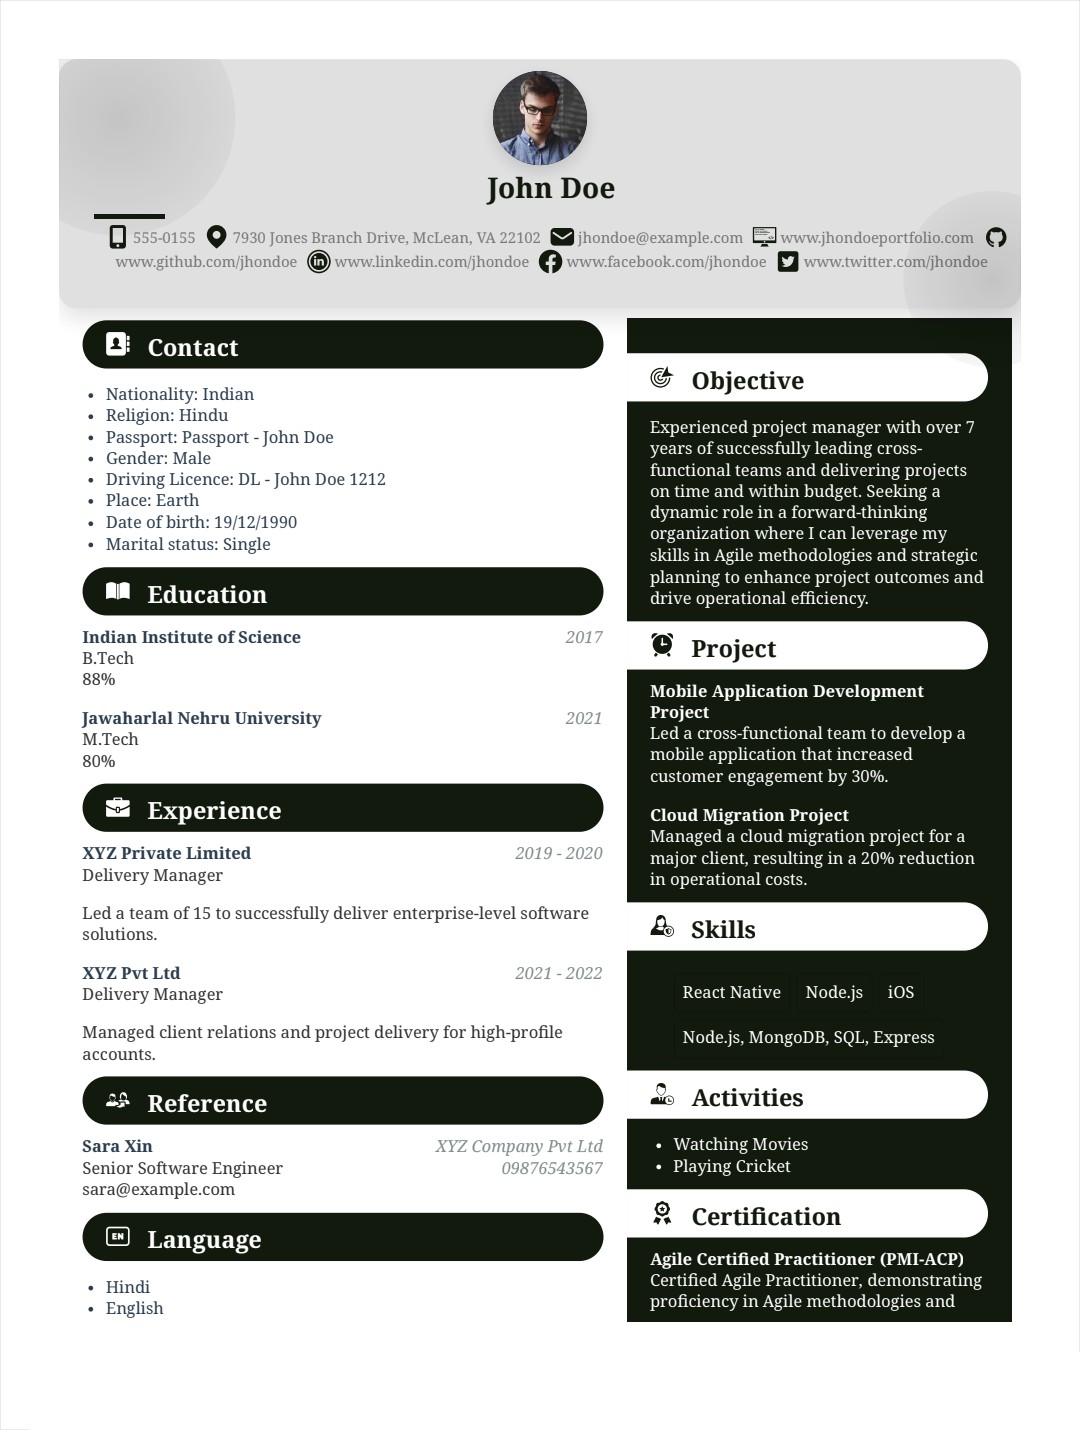 John Doe
555-0155 7930 Jones Branch Drive, McLean, VA 22102 jhondoe@example.com www.jhondoeportfolio.com
www.github.com/jhondoe www.linkedin.com/jhondoe www.facebook.com/jhondoe www.twitter.com/jhondoe
Contact
• Nationality: Indian
• Religion: Hindu
• Passport: Passport - John Doe
• Gender: Male
• Driving Licence: DL - John Doe 1212
• Place: Earth
• Date of birth: 19/12/1990
• Marital status: Single
Education
Indian Institute of Science 2017
B.Tech
88%
Jawaharlal Nehru University 2021
M.Tech
80%
Experience
XYZ Private Limited 2019 - 2020
Delivery Manager
Led a team of 15 to successfully deliver enterprise-level software
solutions.
XYZ Pvt Ltd 2021 - 2022
Delivery Manager
Managed client relations and project delivery for high-profile
accounts.
Reference
Sara Xin XYZ Company Pvt Ltd
Senior Software Engineer 09876543567
sara@example.com
EN Language
• Hindi
• English
Objective
Experienced project manager with over 7
years of successfully leading cross-
functional teams and delivering projects
on time and within budget. Seeking a
dynamic role in a forward-thinking
organization where I can leverage my
skills in Agile methodologies and strategic
planning to enhance project outcomes and
drive operational efficiency.
Project
Mobile Application Development
Project
Led a cross-functional team to develop a
mobile application that increased
customer engagement by 30%.
Cloud Migration Project
Managed a cloud migration project for a
major client, resulting in a 20% reduction
in operational costs.
Skills
React Native Node.js iOS
Node.js, MongoDB, SQL, Express
Activities
• Watching Movies
• Playing Cricket
Certification
Agile Certified Practitioner (PMI-ACP)
Certified Agile Practitioner, demonstrating
proficiency in Agile methodologies and